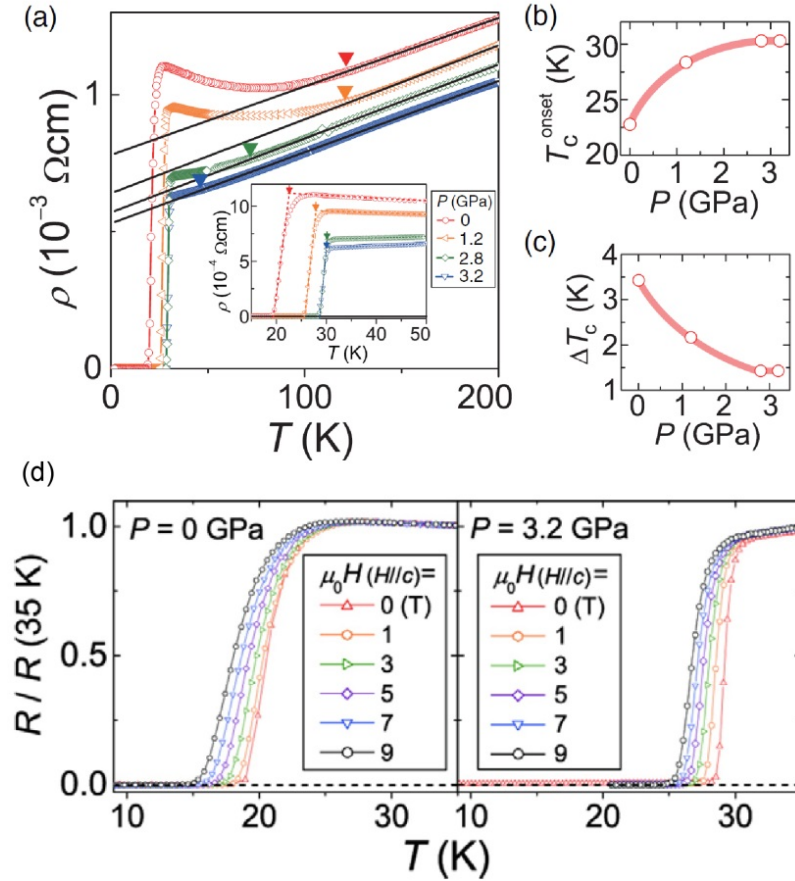 (a)
ρ (10⁻³ Ωcm)
1
0
0
100
200
T (K)
ρ (10⁻⁴ Ωcm)
10
5
0
20
30
40
50
T (K)
P (GPa)
0
1.2
2.8
3.2
(b)
T_c^onset (K)
30
28
25
22
20
0
1
2
3
P (GPa)
(c)
ΔT_c (K)
4
3
2
1
0
1
2
3
P (GPa)
(d)
R / R (35 K)
1.0
0.5
0.0
P = 0 GPa
μ₀H (H//c)=
0 (T)
1
3
5
7
9
10
20
30
P = 3.2 GPa
μ₀H (H//c)=
0 (T)
1
3
5
7
9
10
20
30
T (K)